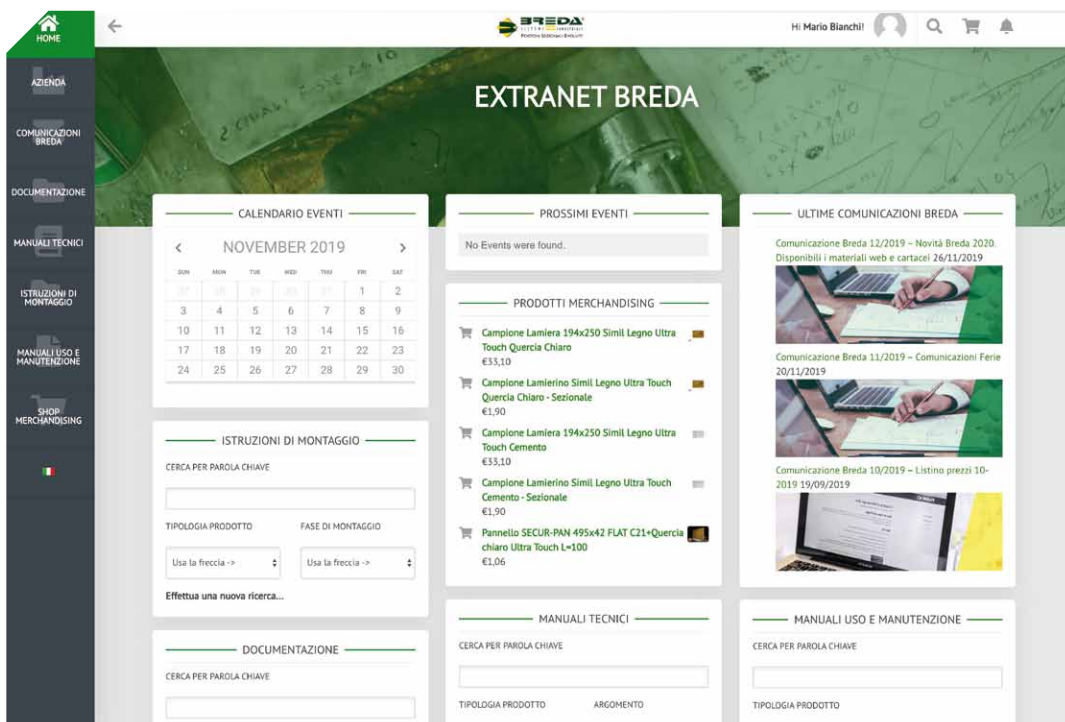 HOME
AZIENDA
COMUNICAZIONI
BREDA
DOCUMENTAZIONE
MANUALI TECNICI
ISTRUZIONI DI
MONTAGGIO
MANUALI USO E
MANUTENZIONE
SHOP
MERCHANDISING
BREDA
Hi Mario Bianchi!
EXTRANET BREDA
CALENDARIO EVENTI
NOVEMBER 2019
SUN MON TUE WED THU FRI SAT
27 28 29 30 31 1 2
3 4 5 6 7 8 9
10 11 12 13 14 15 16
17 18 19 20 21 22 23
24 25 26 27 28 29 30
ISTRUZIONI DI MONTAGGIO
CERCA PER PAROLA CHIAVE
TIPOLOGIA PRODOTTO FASE DI MONTAGGIO
Usa la freccia -> Usa la freccia ->
Effettua una nuova ricerca...
DOCUMENTAZIONE
CERCA PER PAROLA CHIAVE
PROSSIMI EVENTI
No Events were found.
PRODOTTI MERCHANDISING
Campione Lamiera 194x250 Simil Legno Ultra
Touch Quercia Chiaro
€33,10
Campione Lamierino Simil Legno Ultra Touch
Quercia Chiaro - Sezionale
€1,90
Campione Lamiera 194x250 Simil Legno Ultra
Touch Cemento
€33,10
Campione Lamierino Simil Legno Ultra Touch
Cemento - Sezionale
€1,90
Pannello SECUR-PAN 495x42 FLAT C21+Quercia
chiaro Ultra Touch L=100
€1,06
MANUALI TECNICI
CERCA PER PAROLA CHIAVE
TIPOLOGIA PRODOTTO ARGOMENTO
ULTIME COMUNICAZIONI BREDA
Comunicazione Breda 12/2019 – Novità Breda 2020.
Disponibili i materiali web e cartacei 26/11/2019
Comunicazione Breda 11/2019 – Comunicazioni Ferie
20/11/2019
Comunicazione Breda 10/2019 – Listino prezzi 10-
2019 19/09/2019
MANUALI USO E MANUTENZIONE
CERCA PER PAROLA CHIAVE
TIPOLOGIA PRODOTTO